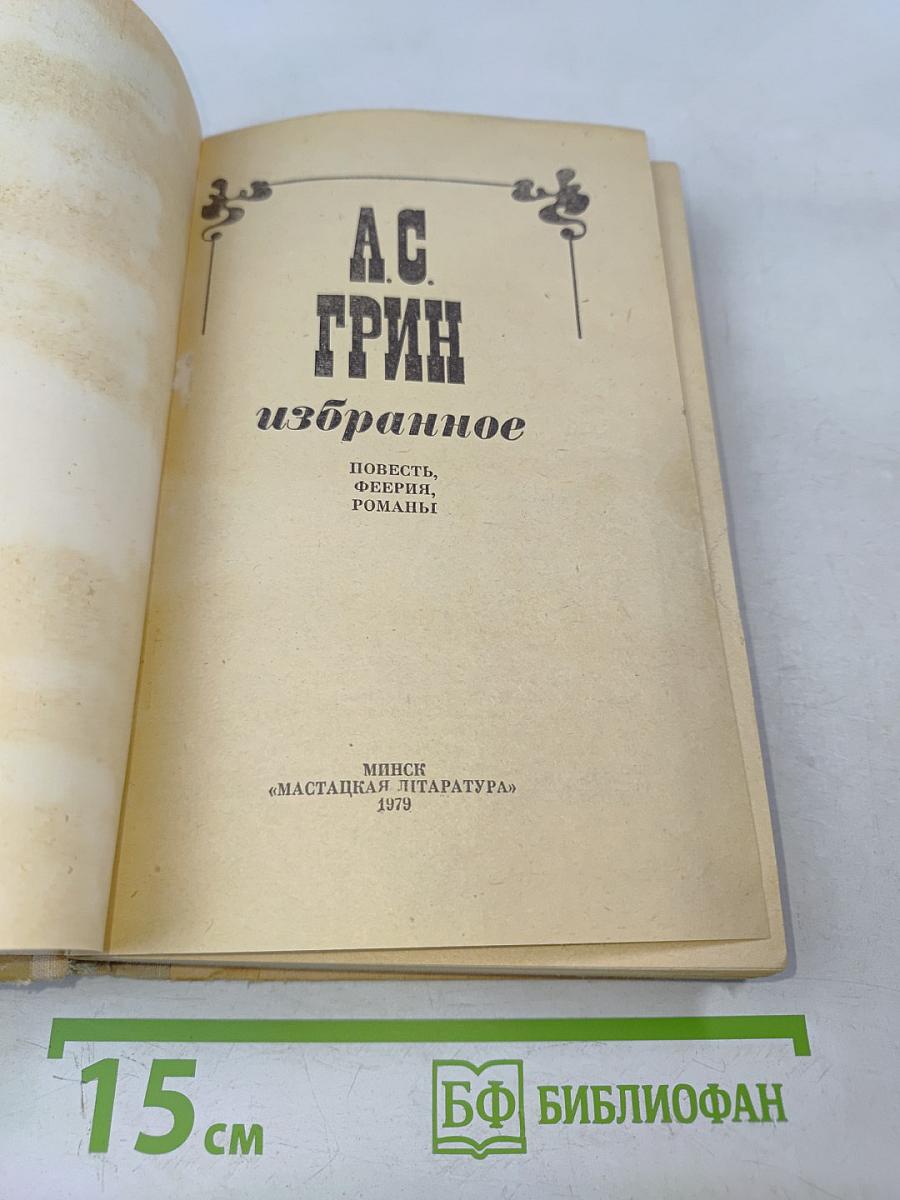 А.С.
ГРИН
избранное
ПОВЕСТЬ,
ФЕЕРИЯ,
РОМАНЫ
МИНСК
«МАСТАЦКАЯ ЛІТАРАТУРА»
1979
15 см
БФ БИБЛИОФАН